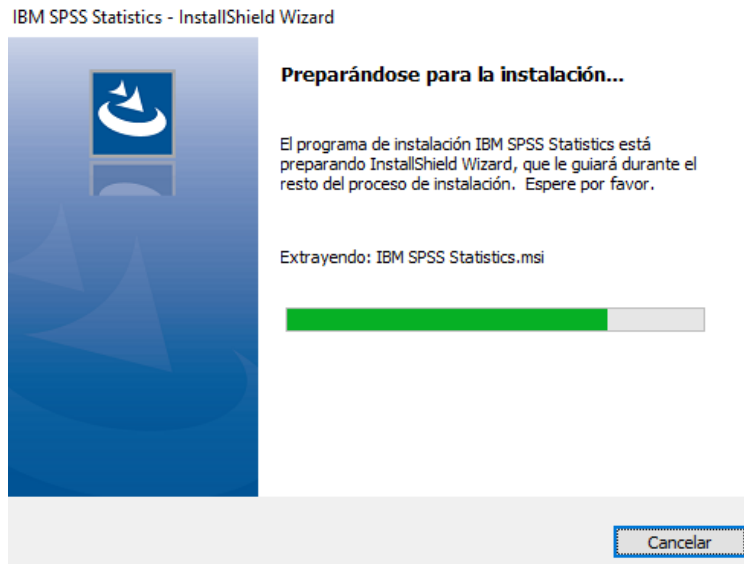 IBM SPSS Statistics - InstallShield Wizard
Preparándose para la instalación...
El programa de instalación IBM SPSS Statistics está
preparando InstallShield Wizard, que le guiará durante el
resto del proceso de instalación. Espere por favor.
Extrayendo: IBM SPSS Statistics.msi
Cancelar